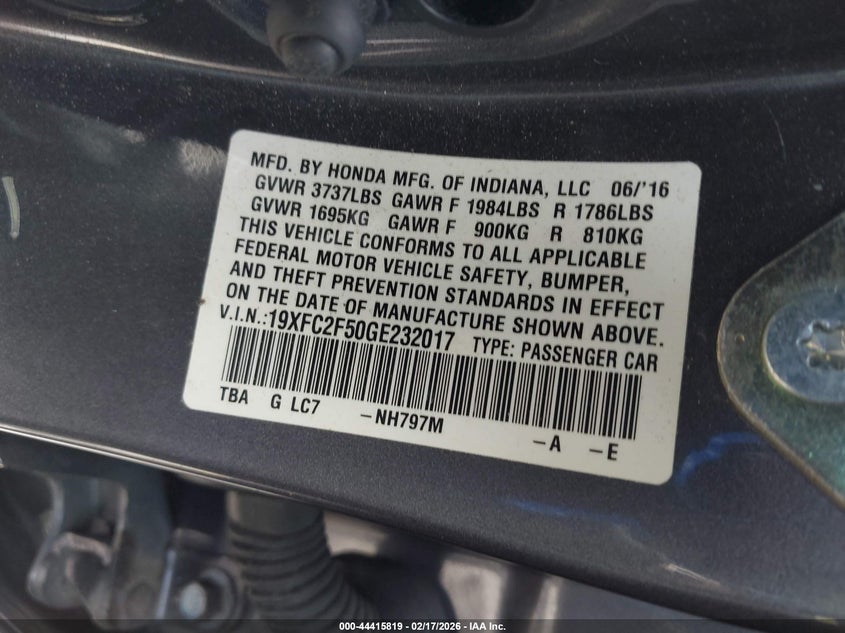 MFD. BY HONDA MFG. OF INDIANA, LLC 06/'16
GVWR 3737LBS GAWR F 1984LBS R 1786LBS
GVWR 1695KG GAWR F 900KG R 810KG
THIS VEHICLE CONFORMS TO ALL APPLICABLE
FEDERAL MOTOR VEHICLE SAFETY, BUMPER,
AND THEFT PREVENTION STANDARDS IN EFFECT
ON THE DATE OF MANUFACTURE SHOWN ABOVE.
V.I.N.:19XFC2F50GE232017 TYPE: PASSENGER CAR
TBA G LC7 -NH797M -A -E
000-44415819 - 02/17/2026 - IAA Inc.